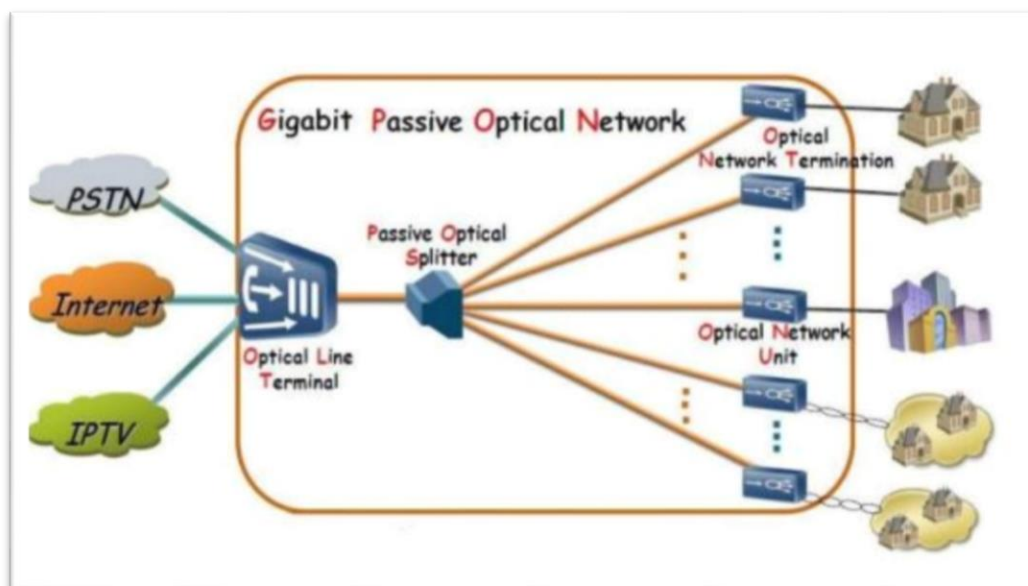 Gigabit Passive Optical Network
PSTN
Internet
IPTV
Optical Line
Terminal
Passive Optical
Splitter
Optical
Network Termination
Optical Network
Unit